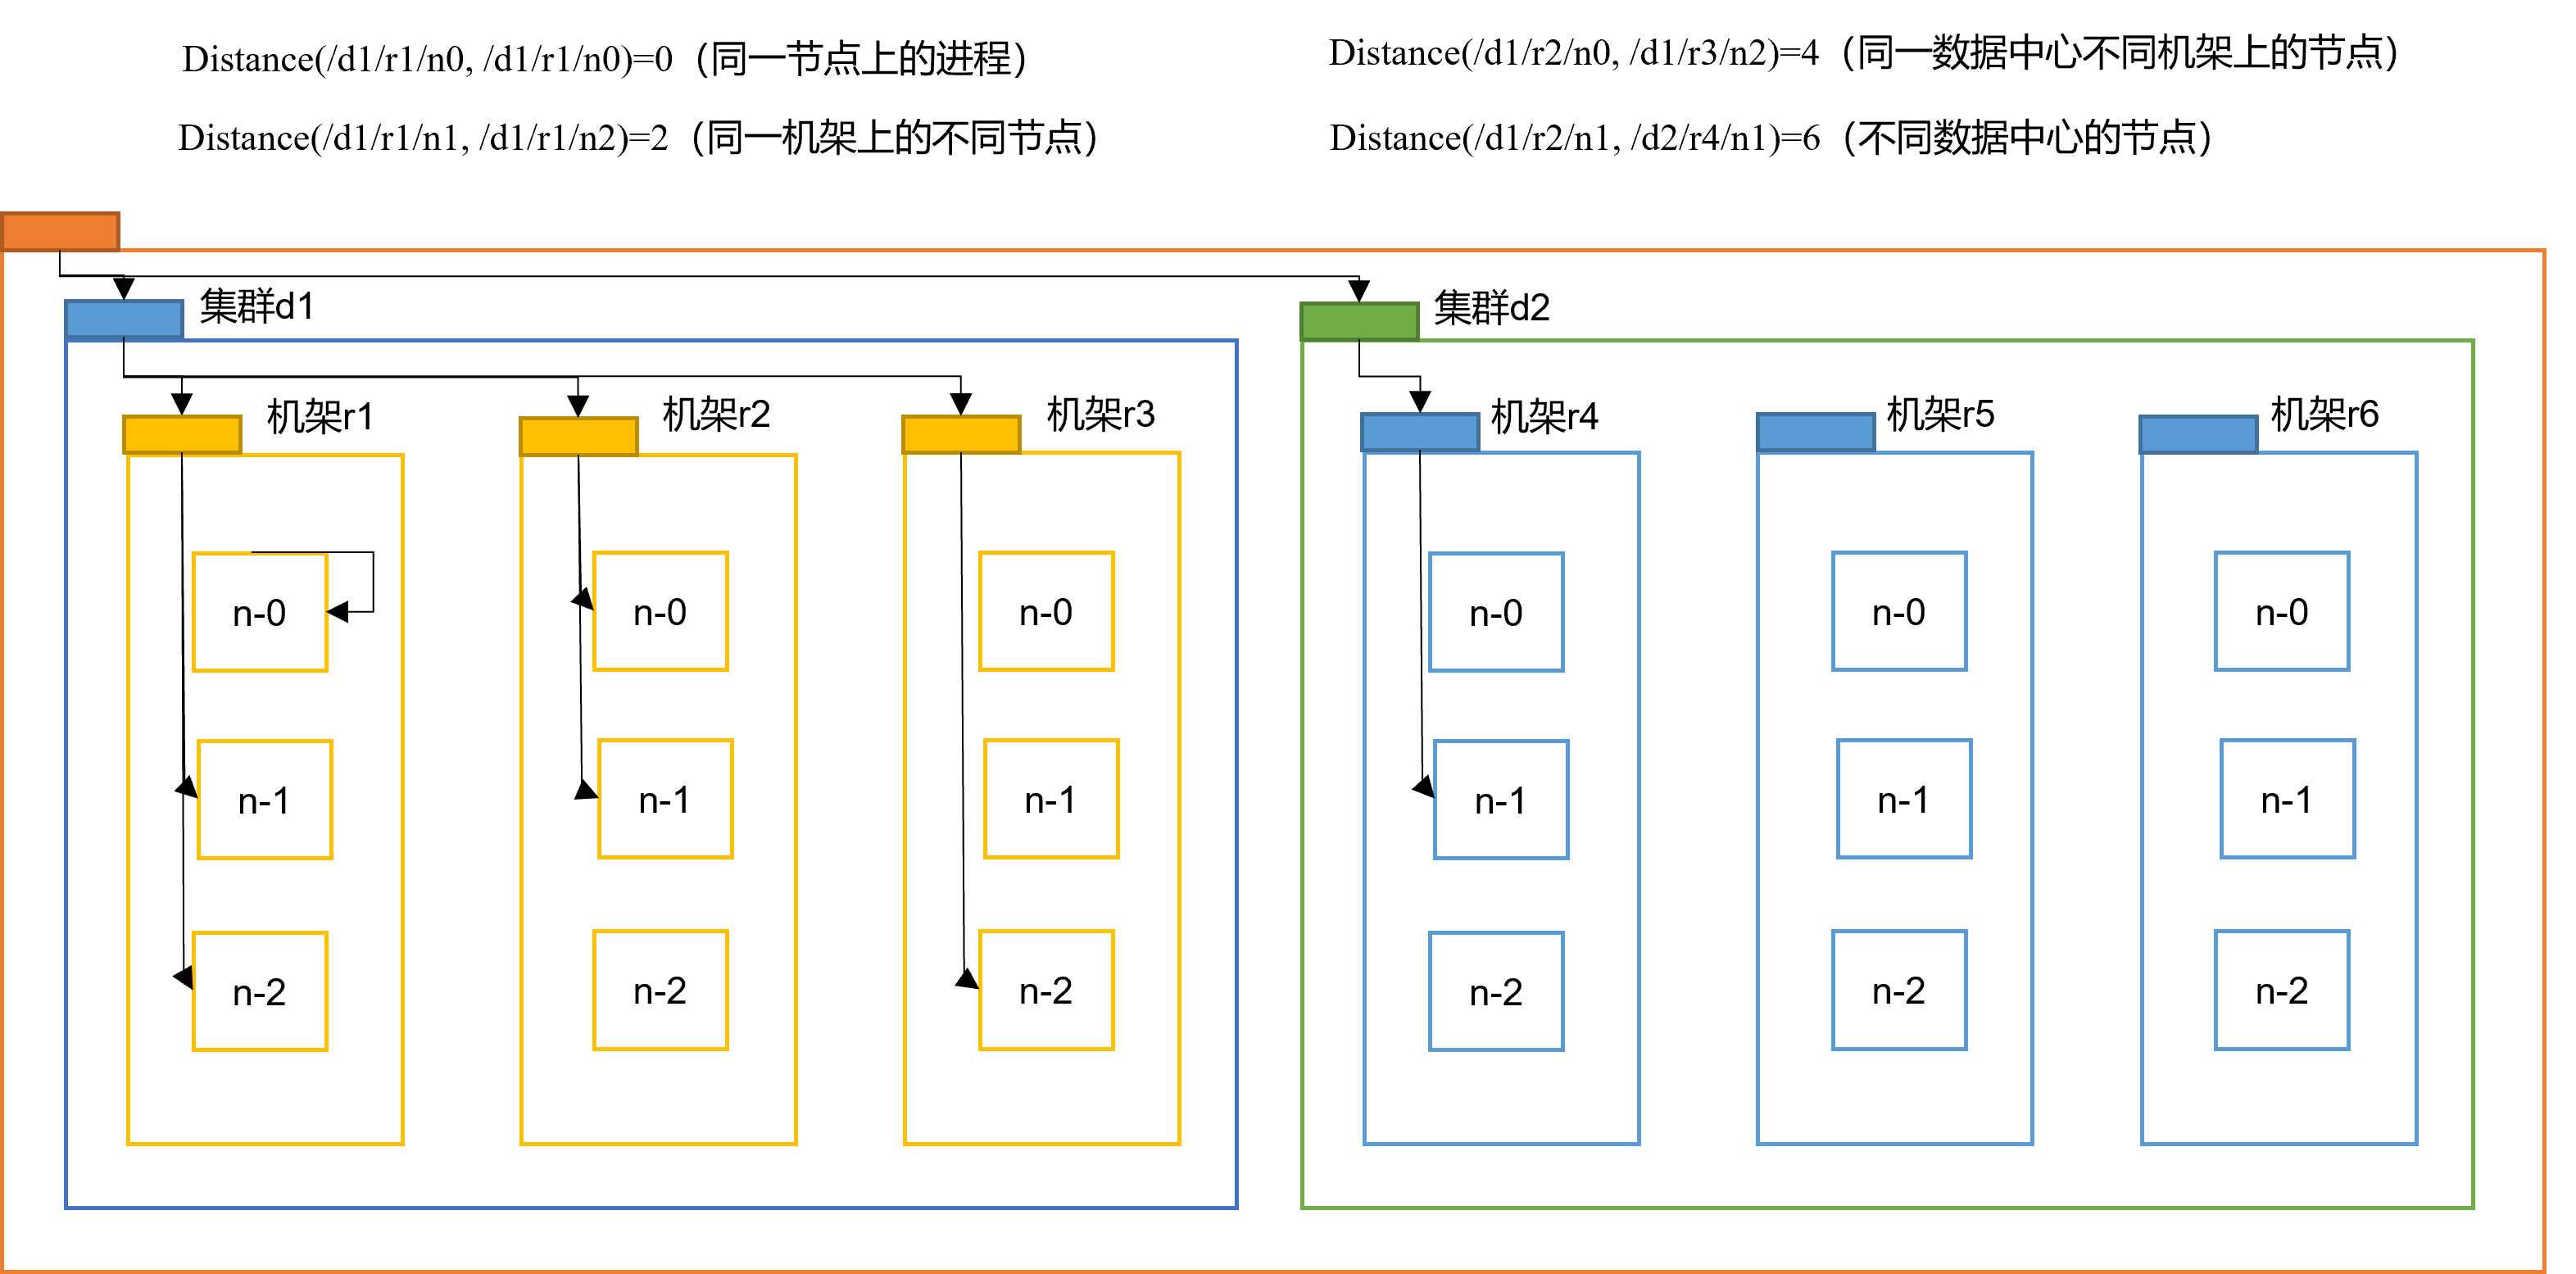 Distance(/d1/r1/n0, /d1/r1/n0)=0（同一节点上的进程）
Distance(/d1/r1/n1, /d1/r1/n2)=2（同一机架上的不同节点）
Distance(/d1/r2/n0, /d1/r3/n2)=4（同一数据中心不同机架上的节点）
Distance(/d1/r2/n1, /d2/r4/n1)=6（不同数据中心的节点）
集群d1
机架r1
n-0
n-1
n-2
机架r2
n-0
n-1
n-2
机架r3
n-0
n-1
n-2
集群d2
机架r4
n-0
n-1
n-2
机架r5
n-0
n-1
n-2
机架r6
n-0
n-1
n-2